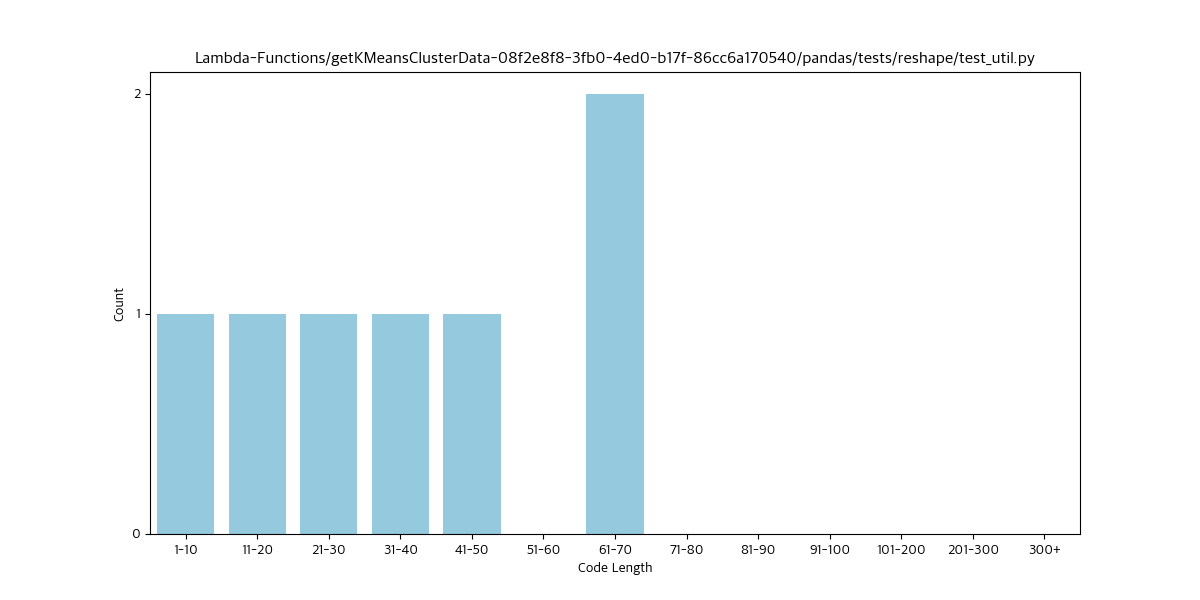 Lambda-Functions/getKMeansClusterData-08f2e8f8-3fb0-4ed0-b17f-86cc6a170540/pandas/tests/reshape/test_util.py
2
1
0
Count
1-10 11-20 21-30 31-40 41-50 51-60 61-70 71-80 81-90 91-100 101-200 201-300 300+
Code Length